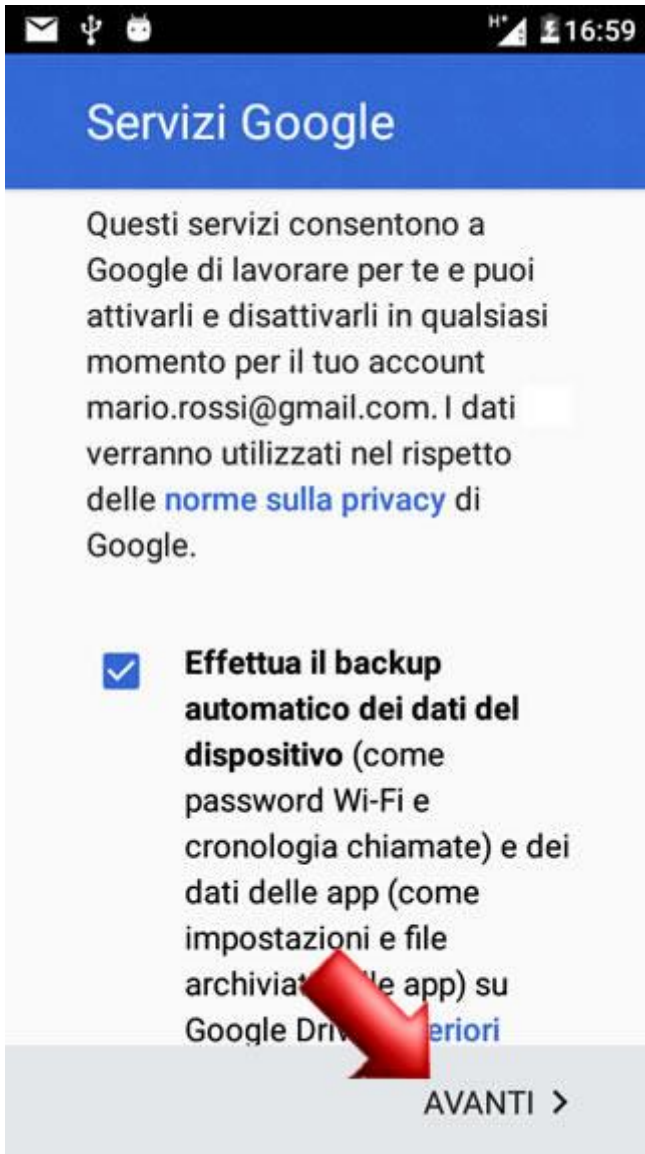 H+ 16:59
Servizi Google
Questi servizi consentono a
Google di lavorare per te e puoi
attivarli e disattivarli in qualsiasi
momento per il tuo account
mario.rossi@gmail.com. I dati
verranno utilizzati nel rispetto
delle norme sulla privacy di
Google.
Effettua il backup
automatico dei dati del
dispositivo (come
password Wi-Fi e
cronologia chiamate) e dei
dati delle app (come
impostazioni e file
app) su
Google
AVANTI >